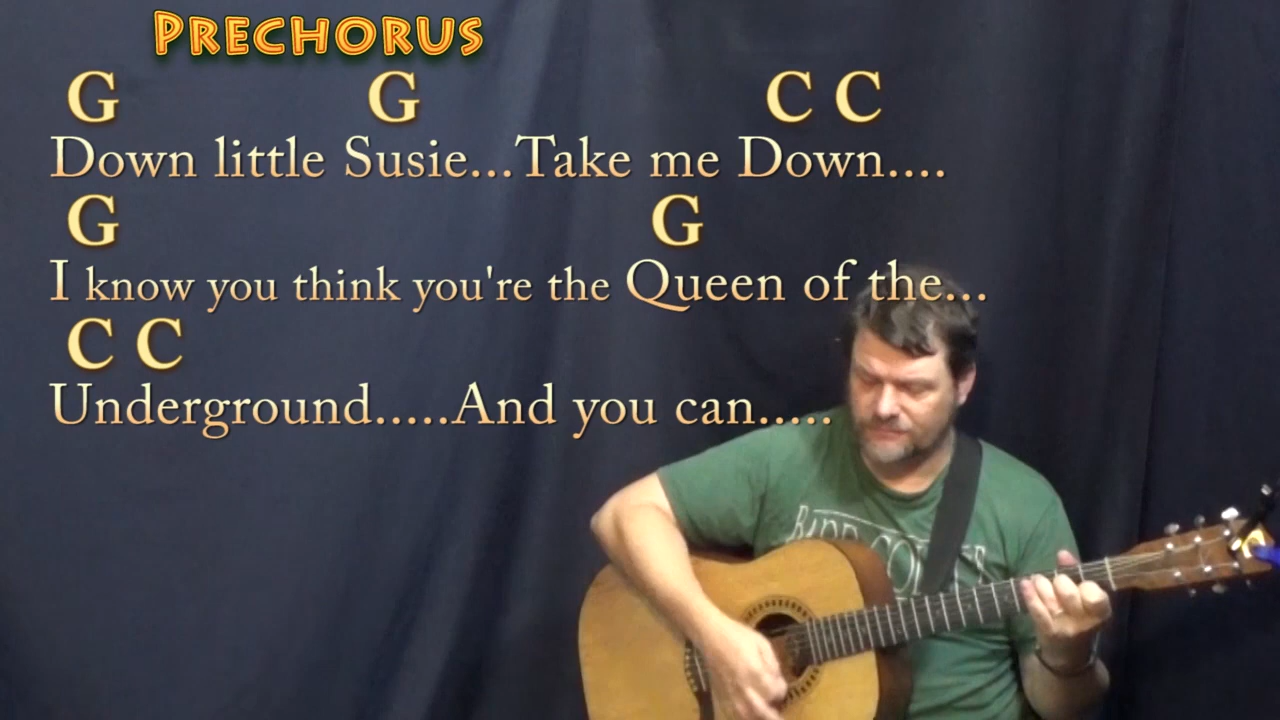 PRECHORUS
G G C C
Down little Susie...Take me Down....
G G
I know you think you're the Queen of the...
C C
Underground.....And you can.....